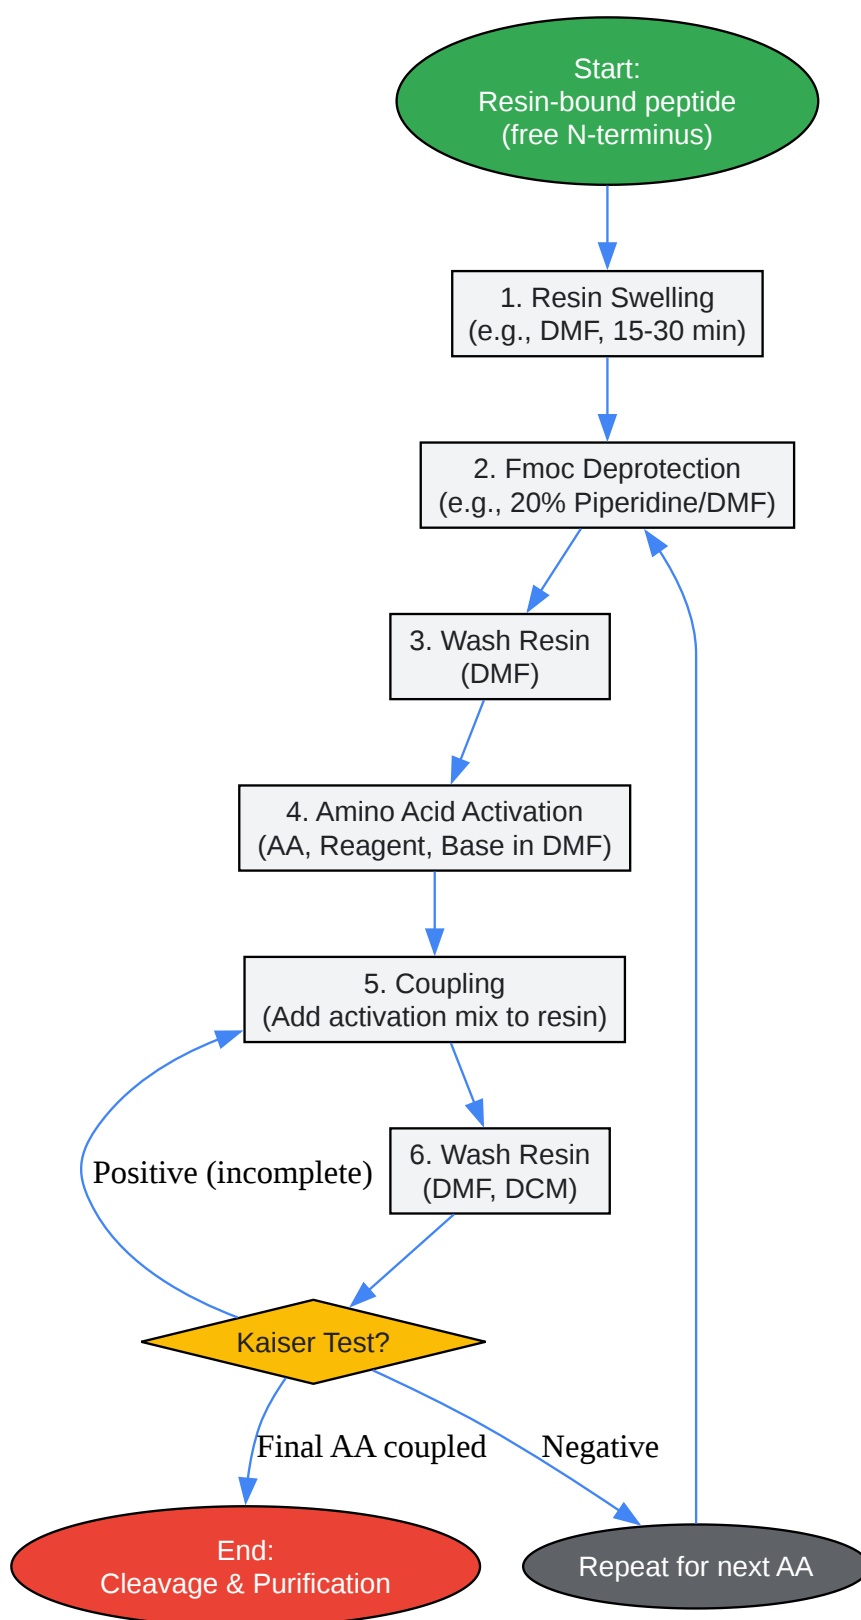 Start:
Resin-bound peptide
(free N-terminus)
1. Resin Swelling
(e.g., DMF, 15-30 min)
2. Fmoc Deprotection
(e.g., 20% Piperidine/DMF)
3. Wash Resin
(DMF)
4. Amino Acid Activation
(AA, Reagent, Base in DMF)
5. Coupling
(Add activation mix to resin)
Positive (incomplete)
6. Wash Resin
(DMF, DCM)
Kaiser Test?
Final AA coupled
Negative
End:
Cleavage & Purification
Repeat for next AA